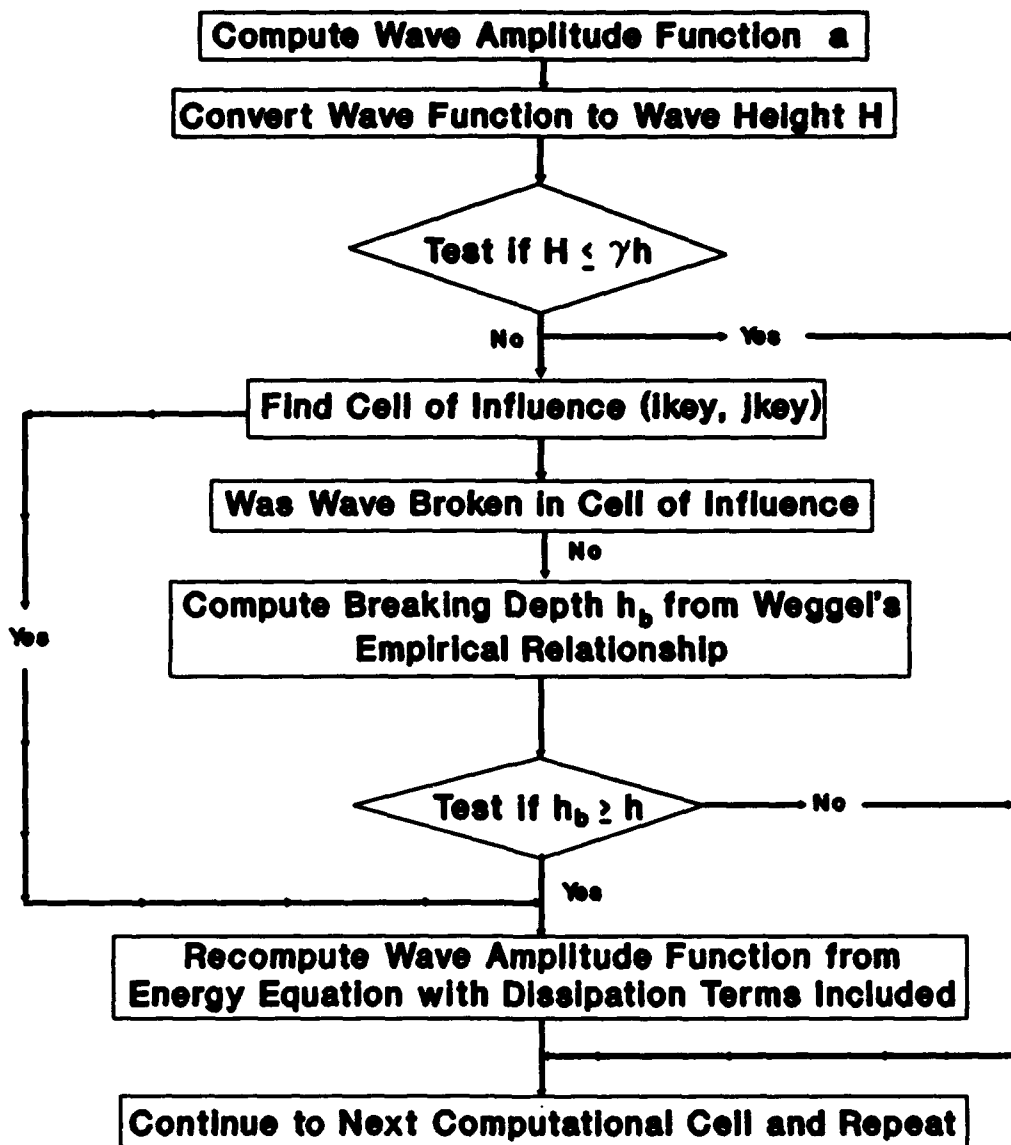 Compute Wave Amplitude Function a
Convert Wave Function to Wave Height H
Test if H ≤ γh
No
Yes
Find Cell of Influence (ikey, jkey)
Was Wave Broken in Cell of Influence
No
Compute Breaking Depth h_b from Weggel's
Empirical Relationship
Yes
Test if h_b ≥ h
No
Yes
Recompute Wave Amplitude Function from
Energy Equation with Dissipation Terms Included
Continue to Next Computational Cell and Repeat